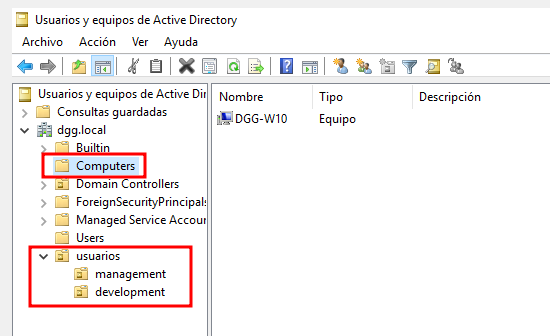 Usuarios y equipos de Active Directory
Archivo Acción Ver Ayuda
Usuarios y equipos de Active Direc
Consultas guardadas
dgg.local
Builtin
Computers
Domain Controllers
ForeignSecurityPrincipals
Managed Service Accour
Users
usuarios
management
development
Nombre Tipo Descripción
DGG-W10 Equipo